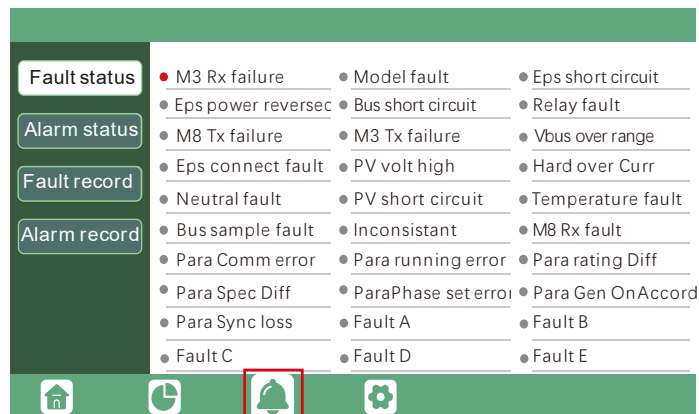 Fault status
Alarm status
Fault record
Alarm record
M3 Rx failure Model fault Eps short circuit
Eps power reversec Bus short circuit Relay fault
M8 Tx failure M3 Tx failure Vbus over range
Eps connect fault PV volt high Hard over Curr
Neutral fault PV short circuit Temperature fault
Bus sample fault Inconsistant M8 Rx fault
Para Comm error Para running error Para rating Diff
Para Spec Diff ParaPhase set error Para Gen OnAccord
Para Sync loss Fault A Fault B
Fault C Fault D Fault E